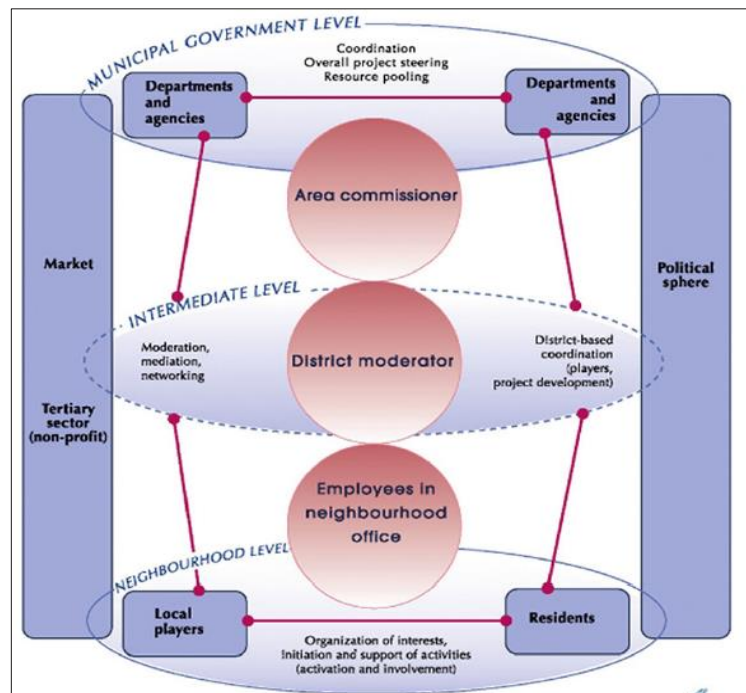 MUNICIPAL GOVERNMENT LEVEL
Coordination
Overall project steering
Resource pooling
Departments
and
agencies
Departments
and
agencies
Area commissioner
Market
Political
sphere
INTERMEDIATE LEVEL
Moderation,
mediation,
networking
District moderator
District-based
coordination
(players,
project development)
Tertiary
sector
(non-profit)
Employees in
neighbourhood
office
NEIGHBOURHOOD LEVEL
Local
players
Residents
Organization of interests,
Initiation and support of activities
(activation and involvement)